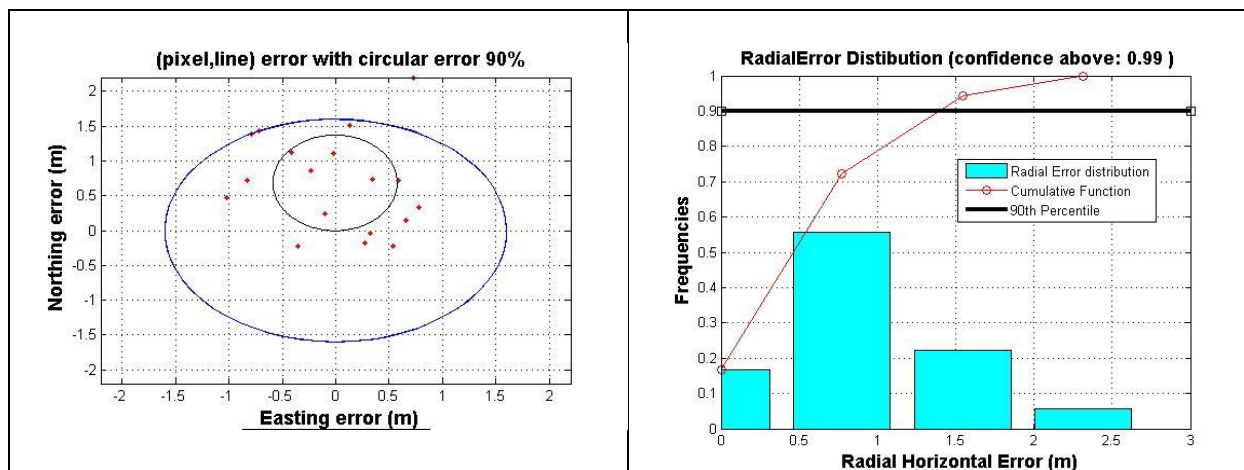 (pixel,line) error with circular error 90%
2
1.5
1
0.5
0
-0.5
-1
-1.5
-2
Northing error (m)
-2 -1.5 -1 -0.5 0 0.5 1 1.5 2
Easting error (m)
RadialError Distibution (confidence above: 0.99 )
1
0.9
0.8
0.7
0.6
0.5
0.4
0.3
0.2
0.1
0
Frequencies
Radial Error distribution
Cumulative Function
90th Percentile
0 0.5 1 1.5 2 2.5 3
Radial Horizontal Error (m)